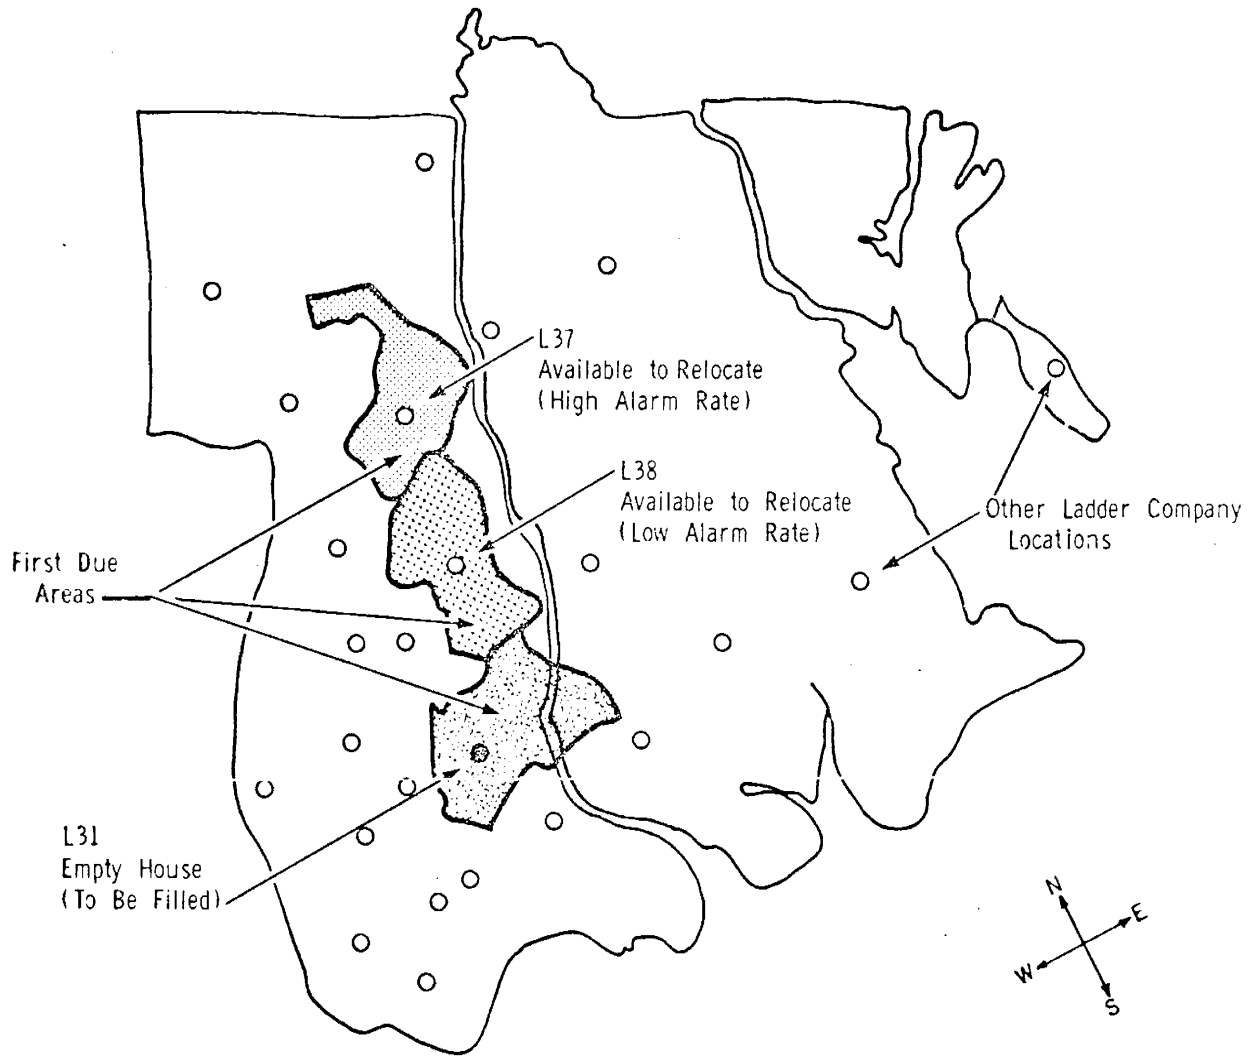 L37
Available to Relocate
(High Alarm Rate)
L38
Available to Relocate
(Low Alarm Rate)
Other Ladder Company
Locations
First Due
Areas
L31
Empty House
(To Be Filled)
N
E
W
S